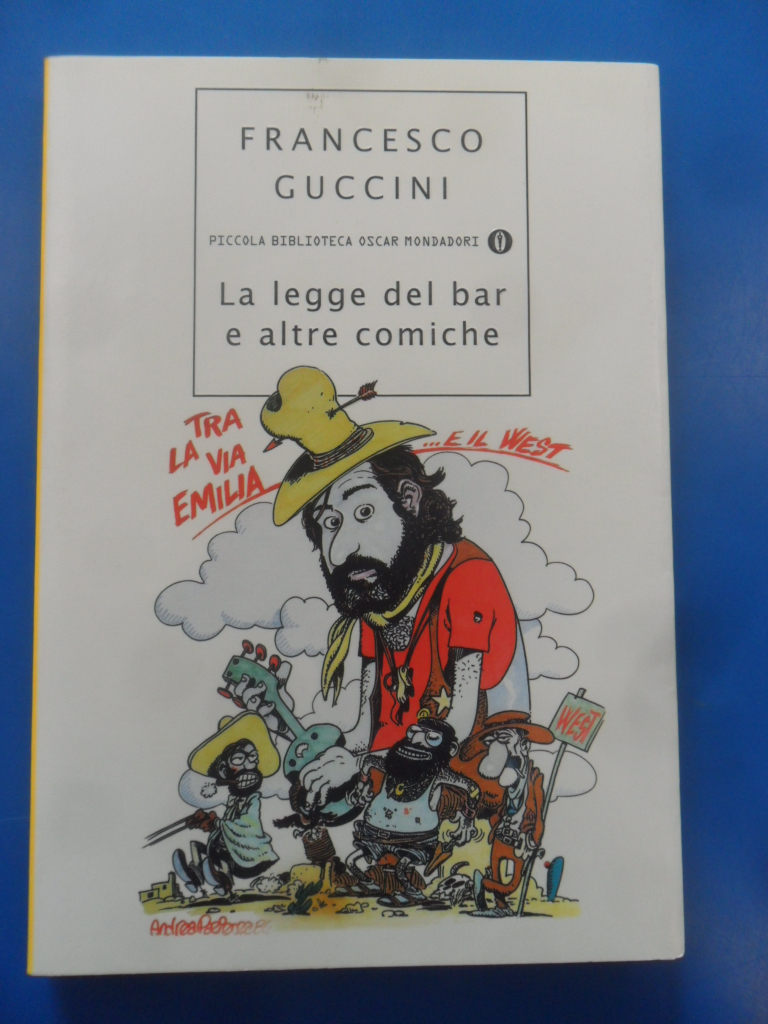 FRANCESCO
GUCCINI
PICCOLA BIBLIOTECA OSCAR MONDADORI
La legge del bar
e altre comiche
TRA
LA VIA
EMILIA
...E IL WEST
WEST
Andrea